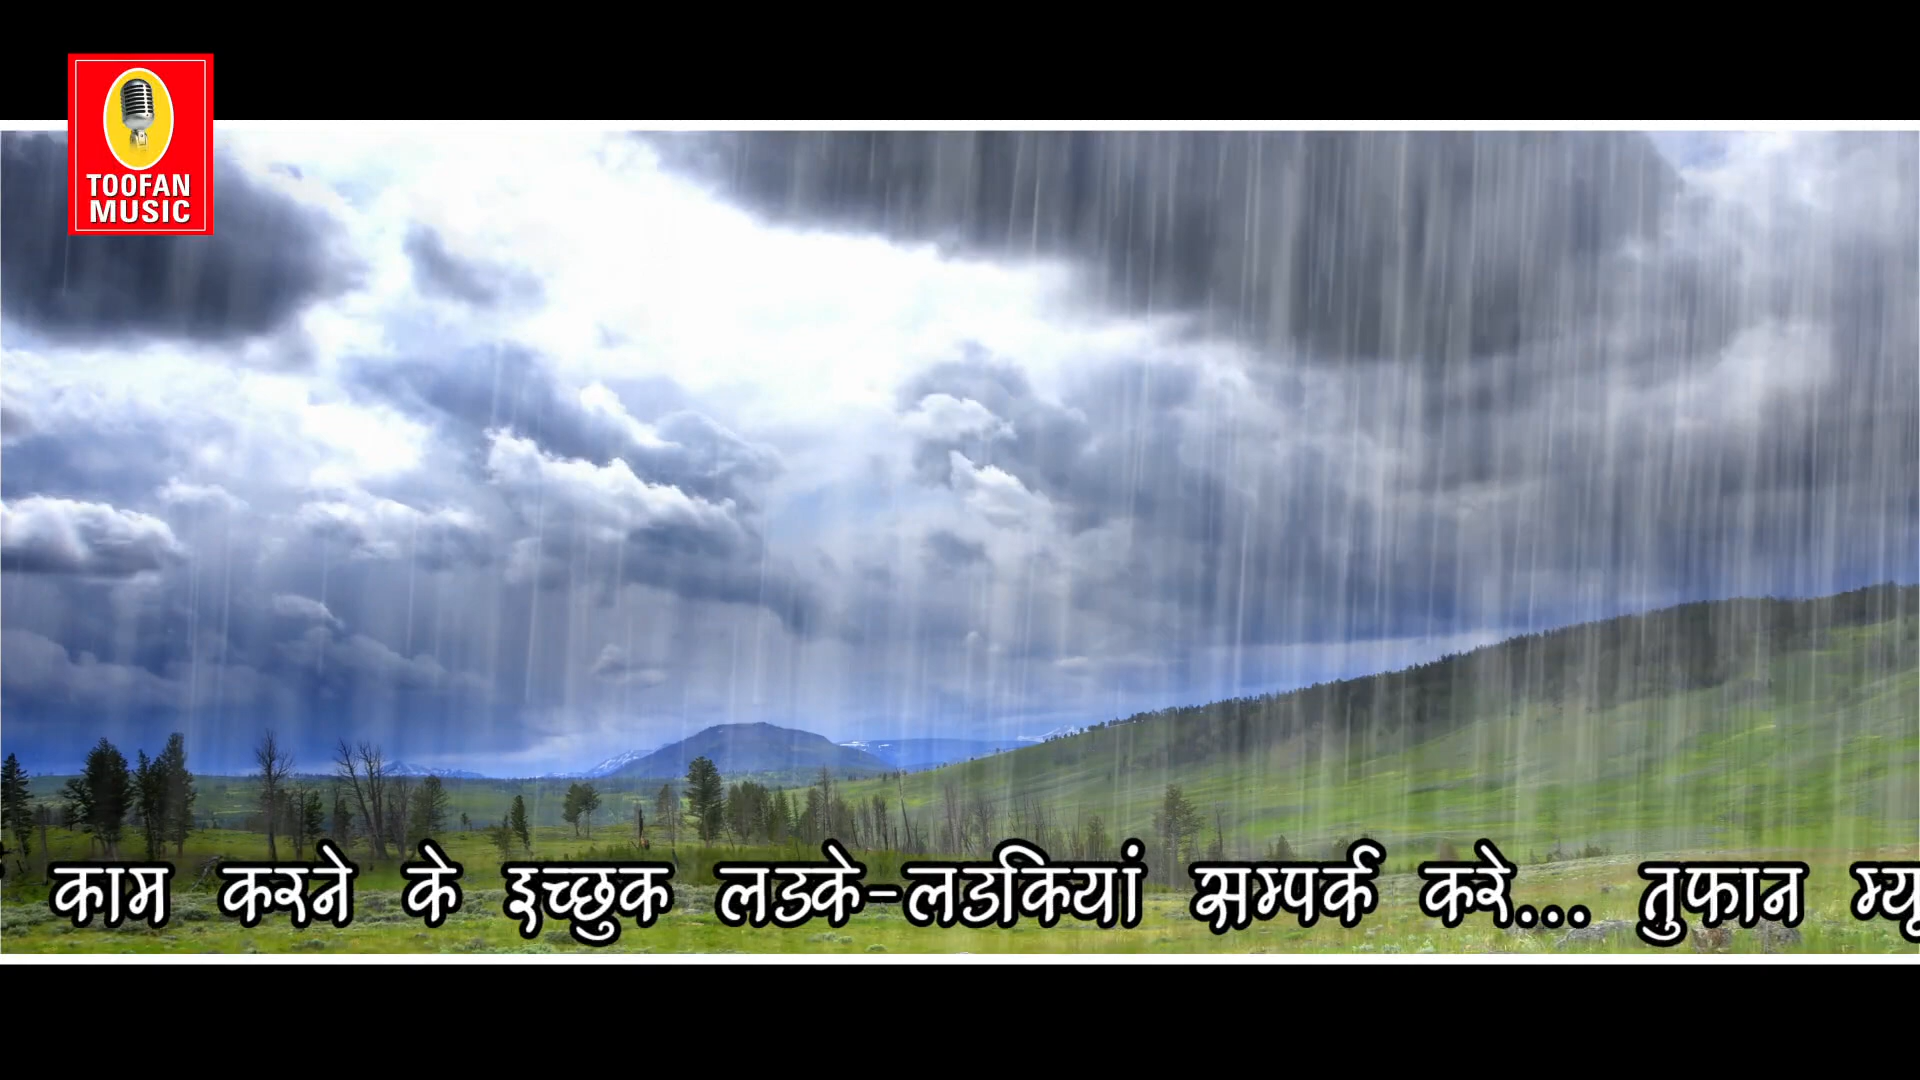 TOOFAN
MUSIC
काम करने के इच्छुक लडके-लडकियां सम्पर्क करे... तुफान